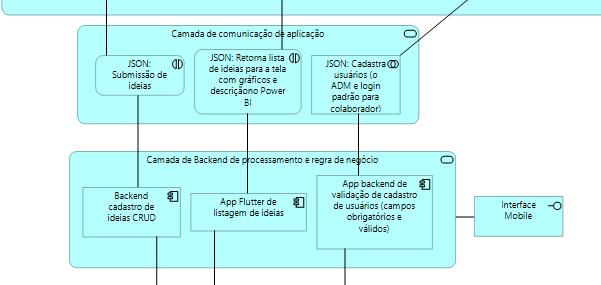 Camada de comunicação de aplicação
JSON:
Submissão de
ideias
JSON: Retorna lista
de ideias para a tela
com gráficos e
descriçãono Power
BI
JSON: Cadastra
usuários (o
ADM e login
padrão para
colaborador)
Camada de Backend de processamento e regra de negócio
Backend
cadastro de
ideias CRUD
App Flutter de
listagem de ideias
App backend de
validação de cadastro
de usuários (campos
obrigatórios e
válidos)
Interface
Mobile